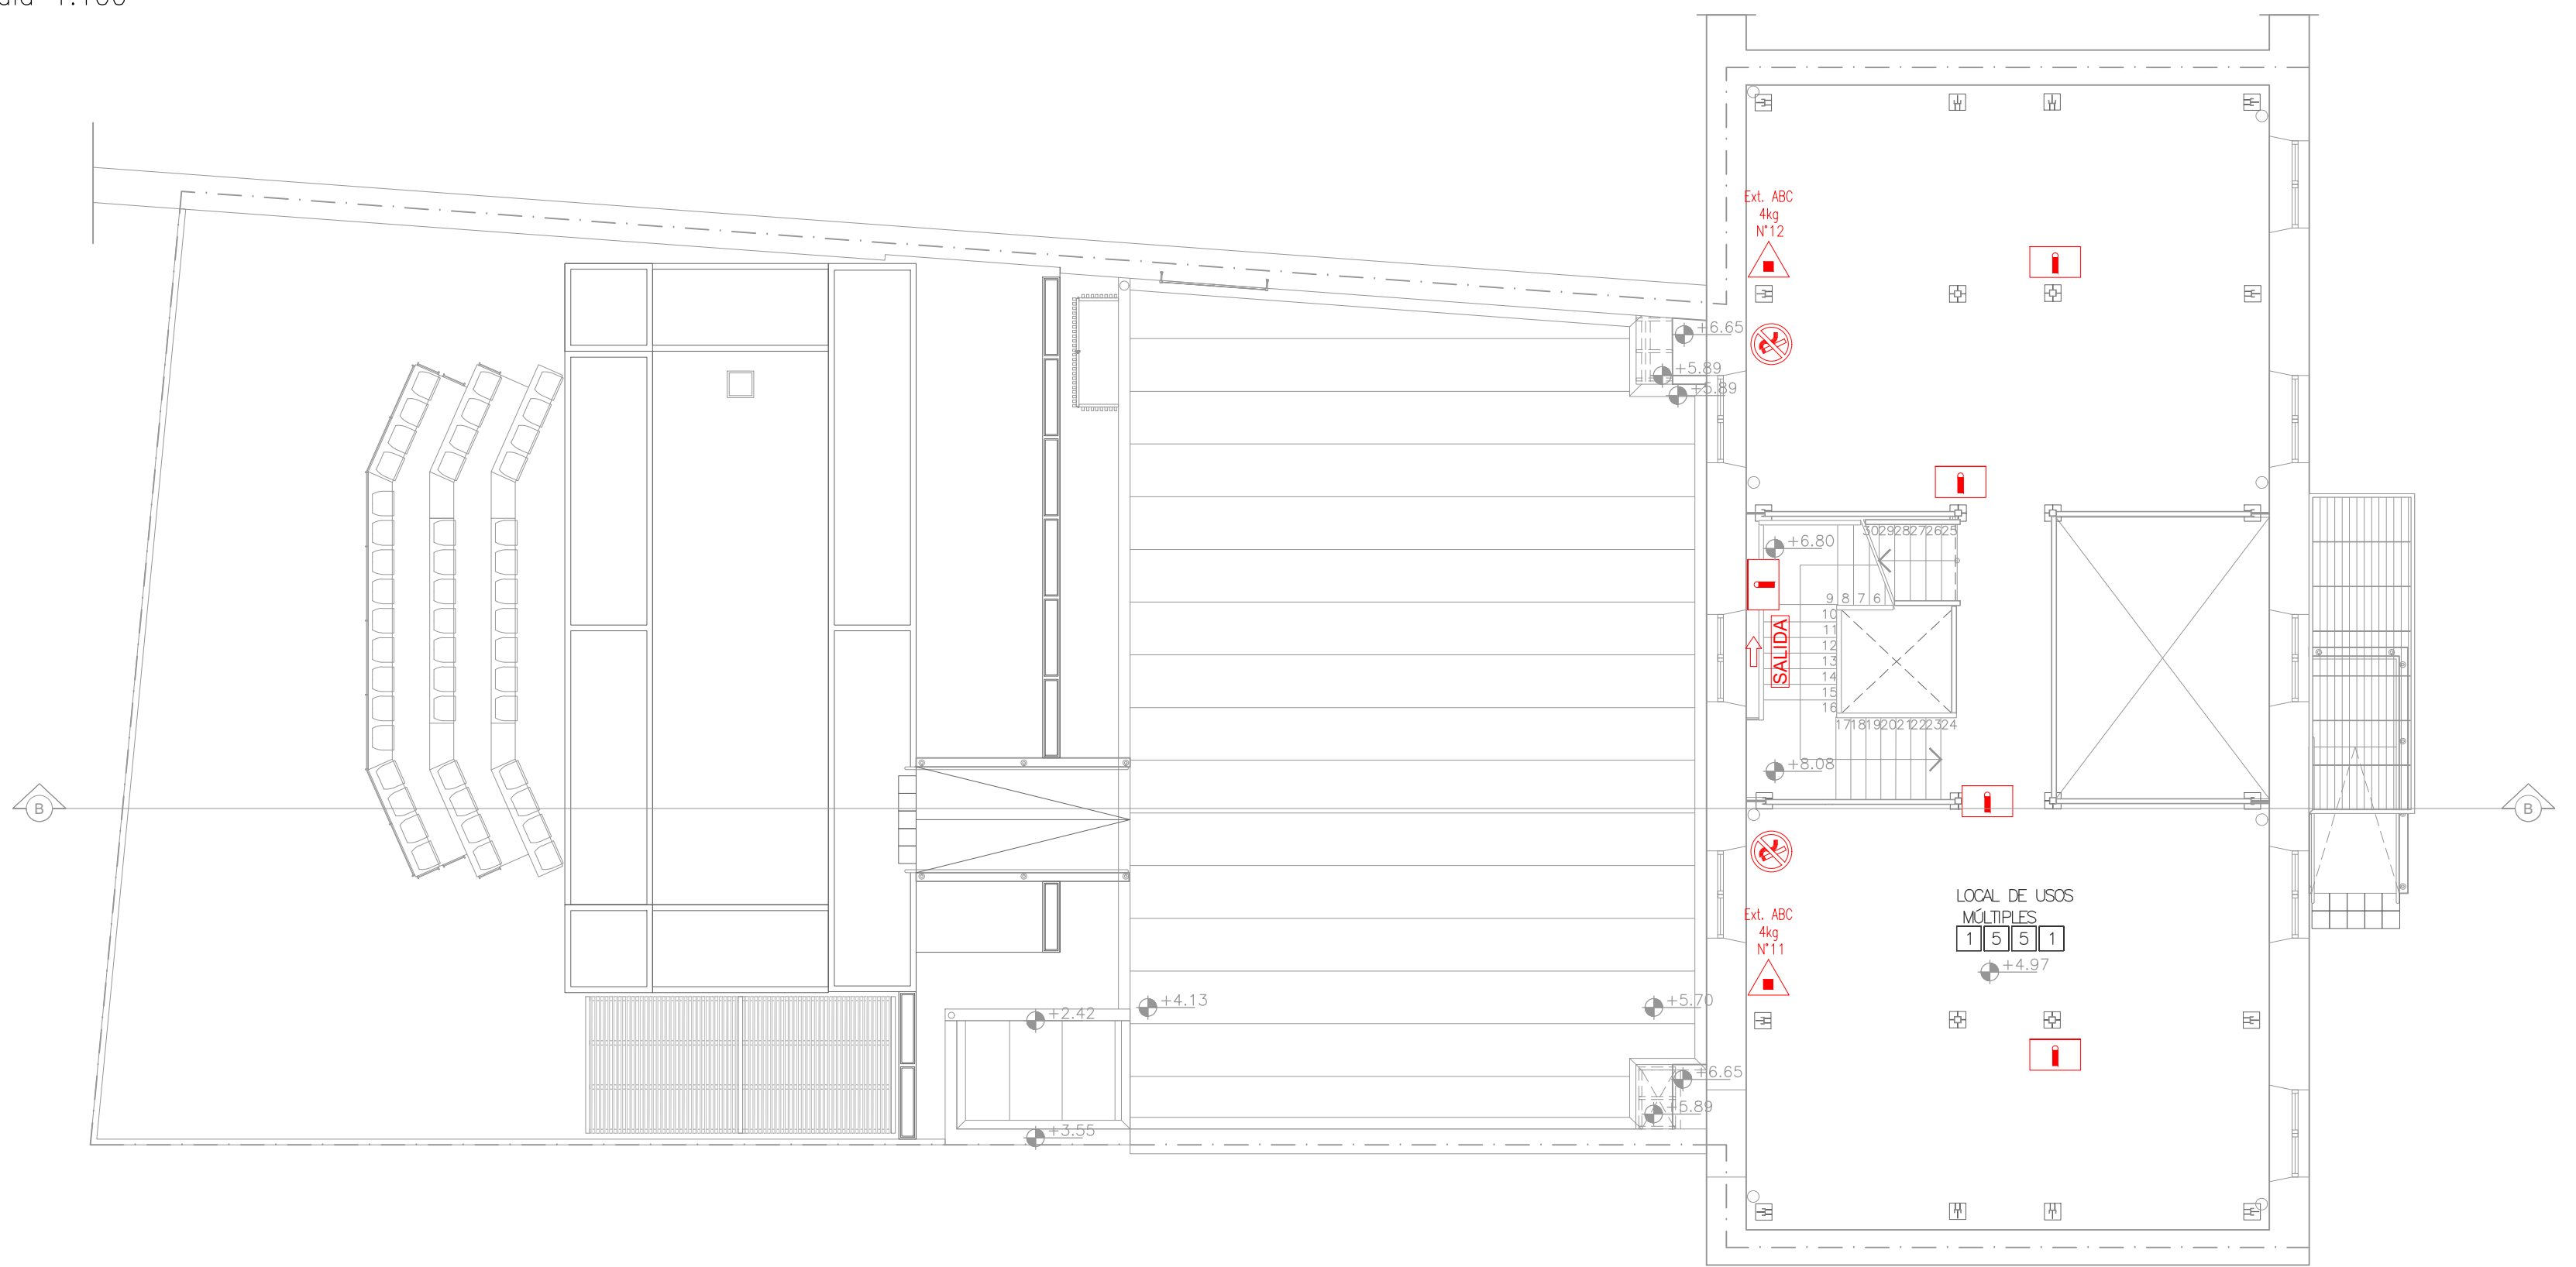 1:100
Ext. ABC
4kg
N°12
+6.65
+5.89
+5.89
30 29 28 27 26 25
+6.80
9 8 7 6
10
11
12
13
14
15
16
SALIDA
17 18 19 20 21 22 23 24
+8.08
B
B
Ext. ABC
4kg
N°11
LOCAL DE USOS
MÚLTIPLES
1 5 5 1
+4.97
+4.13
+5.70
+2.42
+6.65
+5.89
+3.55